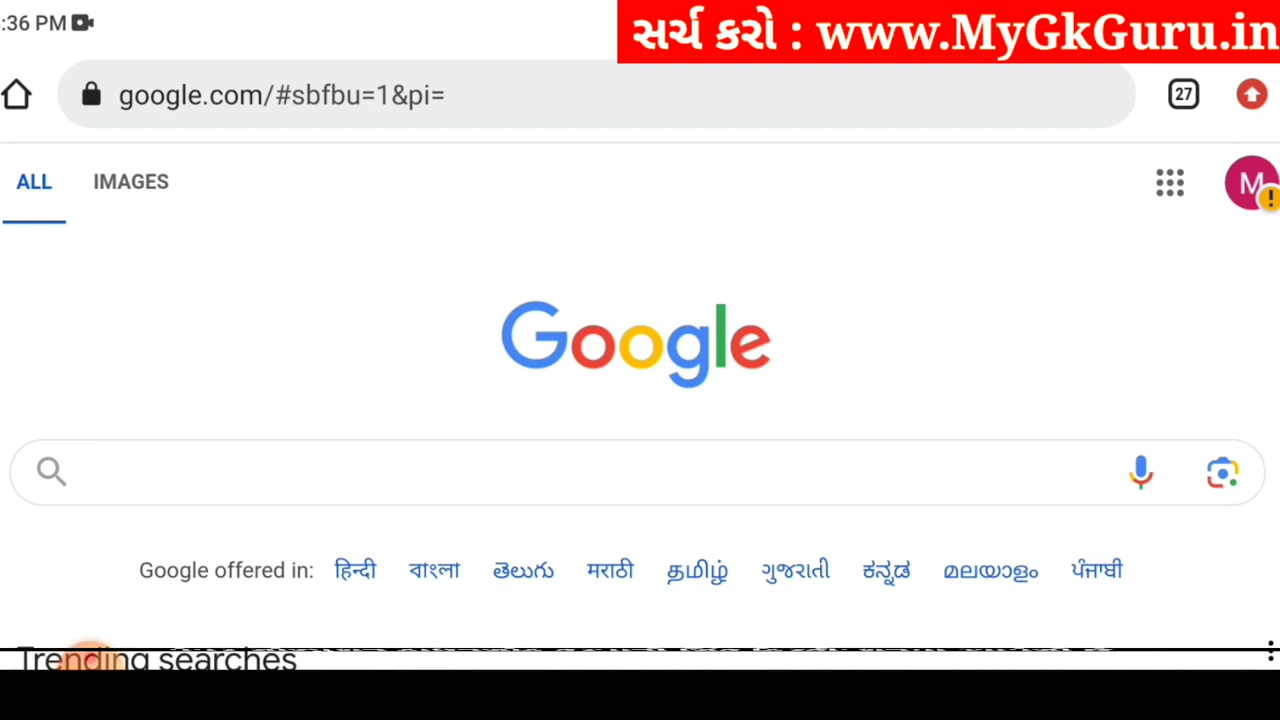 :36 PM
સર્ચ કરો : www.MyGkGuru.in
google.com/#sbfbu=1&pi=
27
ALL IMAGES
M
!
Google
Google offered in: हिन्दी বাংলা తెలుగు मराठी தமிழ் ગુજરાતી ಕನ್ನಡ മലയാളം ਪੰਜਾਬੀ
Trending searches